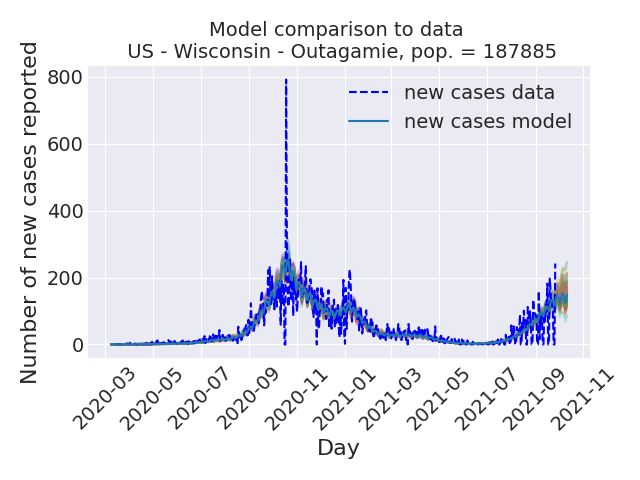 Model comparison to data
US - Wisconsin - Outagamie, pop. = 187885
Number of new cases reported
800
600
400
200
0
new cases data
new cases model
2020-03
2020-05
2020-07
2020-09
2020-11
2021-01
2021-03
2021-05
2021-07
2021-09
2021-11
Day